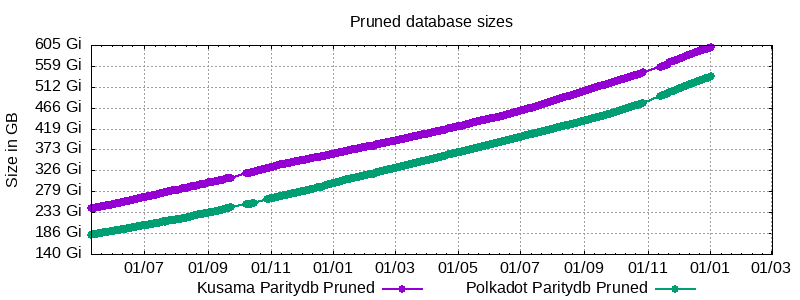 Pruned database sizes
605 Gi
559 Gi
512 Gi
466 Gi
419 Gi
373 Gi
326 Gi
279 Gi
233 Gi
186 Gi
140 Gi
Size in GB
01/07 01/09 01/11 01/01 01/03 01/05 01/07 01/09 01/11 01/01 01/03
Kusama Paritydb Pruned Polkadot Paritydb Pruned